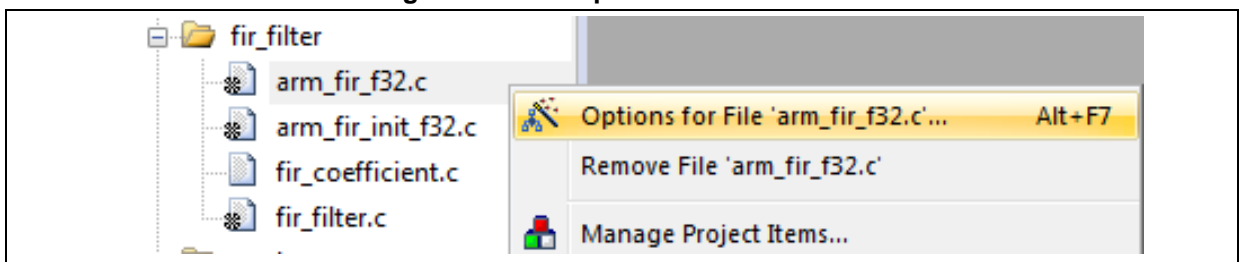 fir_filter
arm_fir_f32.c
arm_fir_init_f32.c
fir_coefficient.c
fir_filter.c
Options for File 'arm_fir_f32.c'... Alt+F7
Remove File 'arm_fir_f32.c'
Manage Project Items...